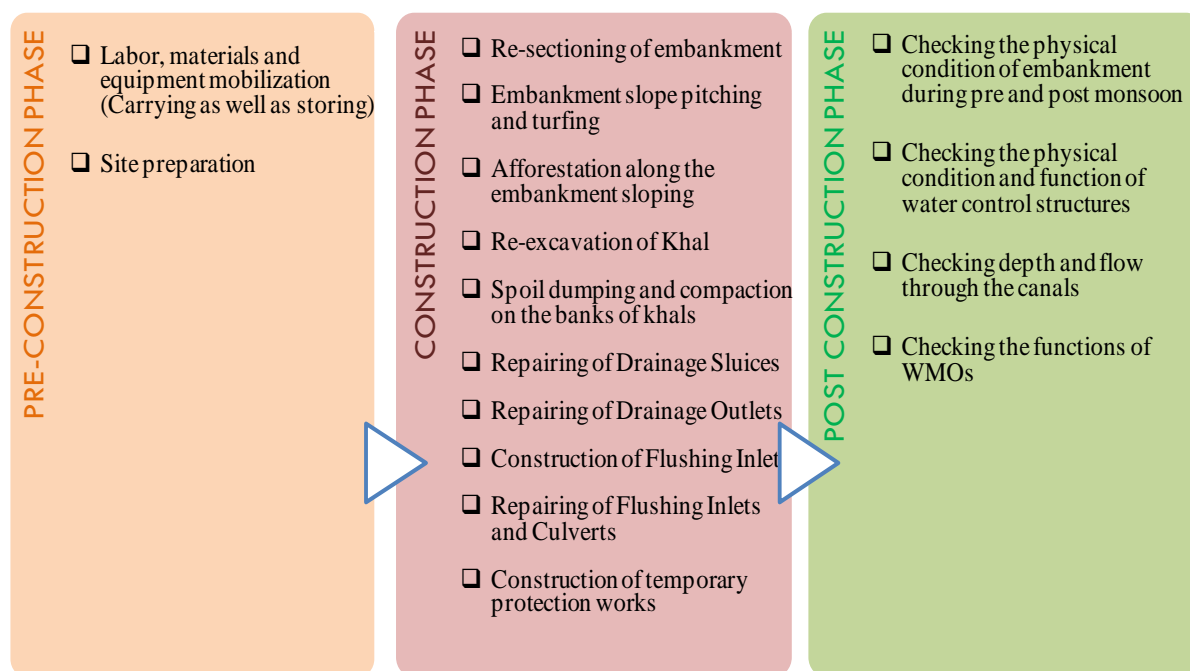 PRE-CONSTRUCTION PHASE
❑ Labor, materials and
equipment mobilization
(Carrying as well as storing)
❑ Site preparation
CONSTRUCTION PHASE
❑ Re-sectioning of embankment
❑ Embankment slope pitching
and turfing
❑ Afforestation along the
embankment sloping
❑ Re-excavation of Khal
❑ Spoil dumping and compaction
on the banks of khals
❑ Repairing of Drainage Sluices
❑ Repairing of Drainage Outlets
❑ Construction of Flushing Inlet
❑ Repairing of Flushing Inlets
and Culverts
❑ Construction of temporary
protection works
POST CONSTRUCTION PHASE
❑ Checking the physical
condition of embankment
during pre and post monsoon
❑ Checking the physical
condition and function of
water control structures
❑ Checking depth and flow
through the canals
❑ Checking the functions of
WMOs